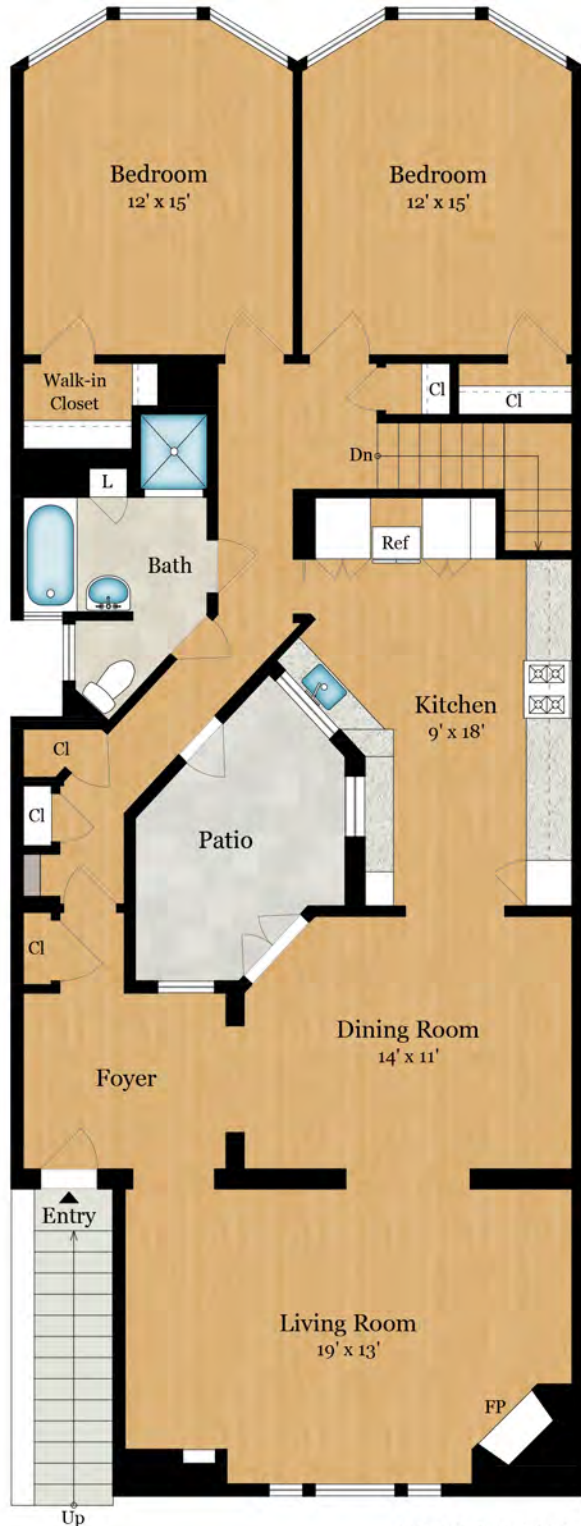 Bedroom
12' x 15'
Bedroom
12' x 15'
Walk-in
Closet
Cl
Cl
Dn
L
Ref
Bath
Kitchen
9' x 18'
Cl
Cl
Patio
Cl
Dining Room
14' x 11'
Foyer
Entry
Living Room
19' x 13'
FP
Up